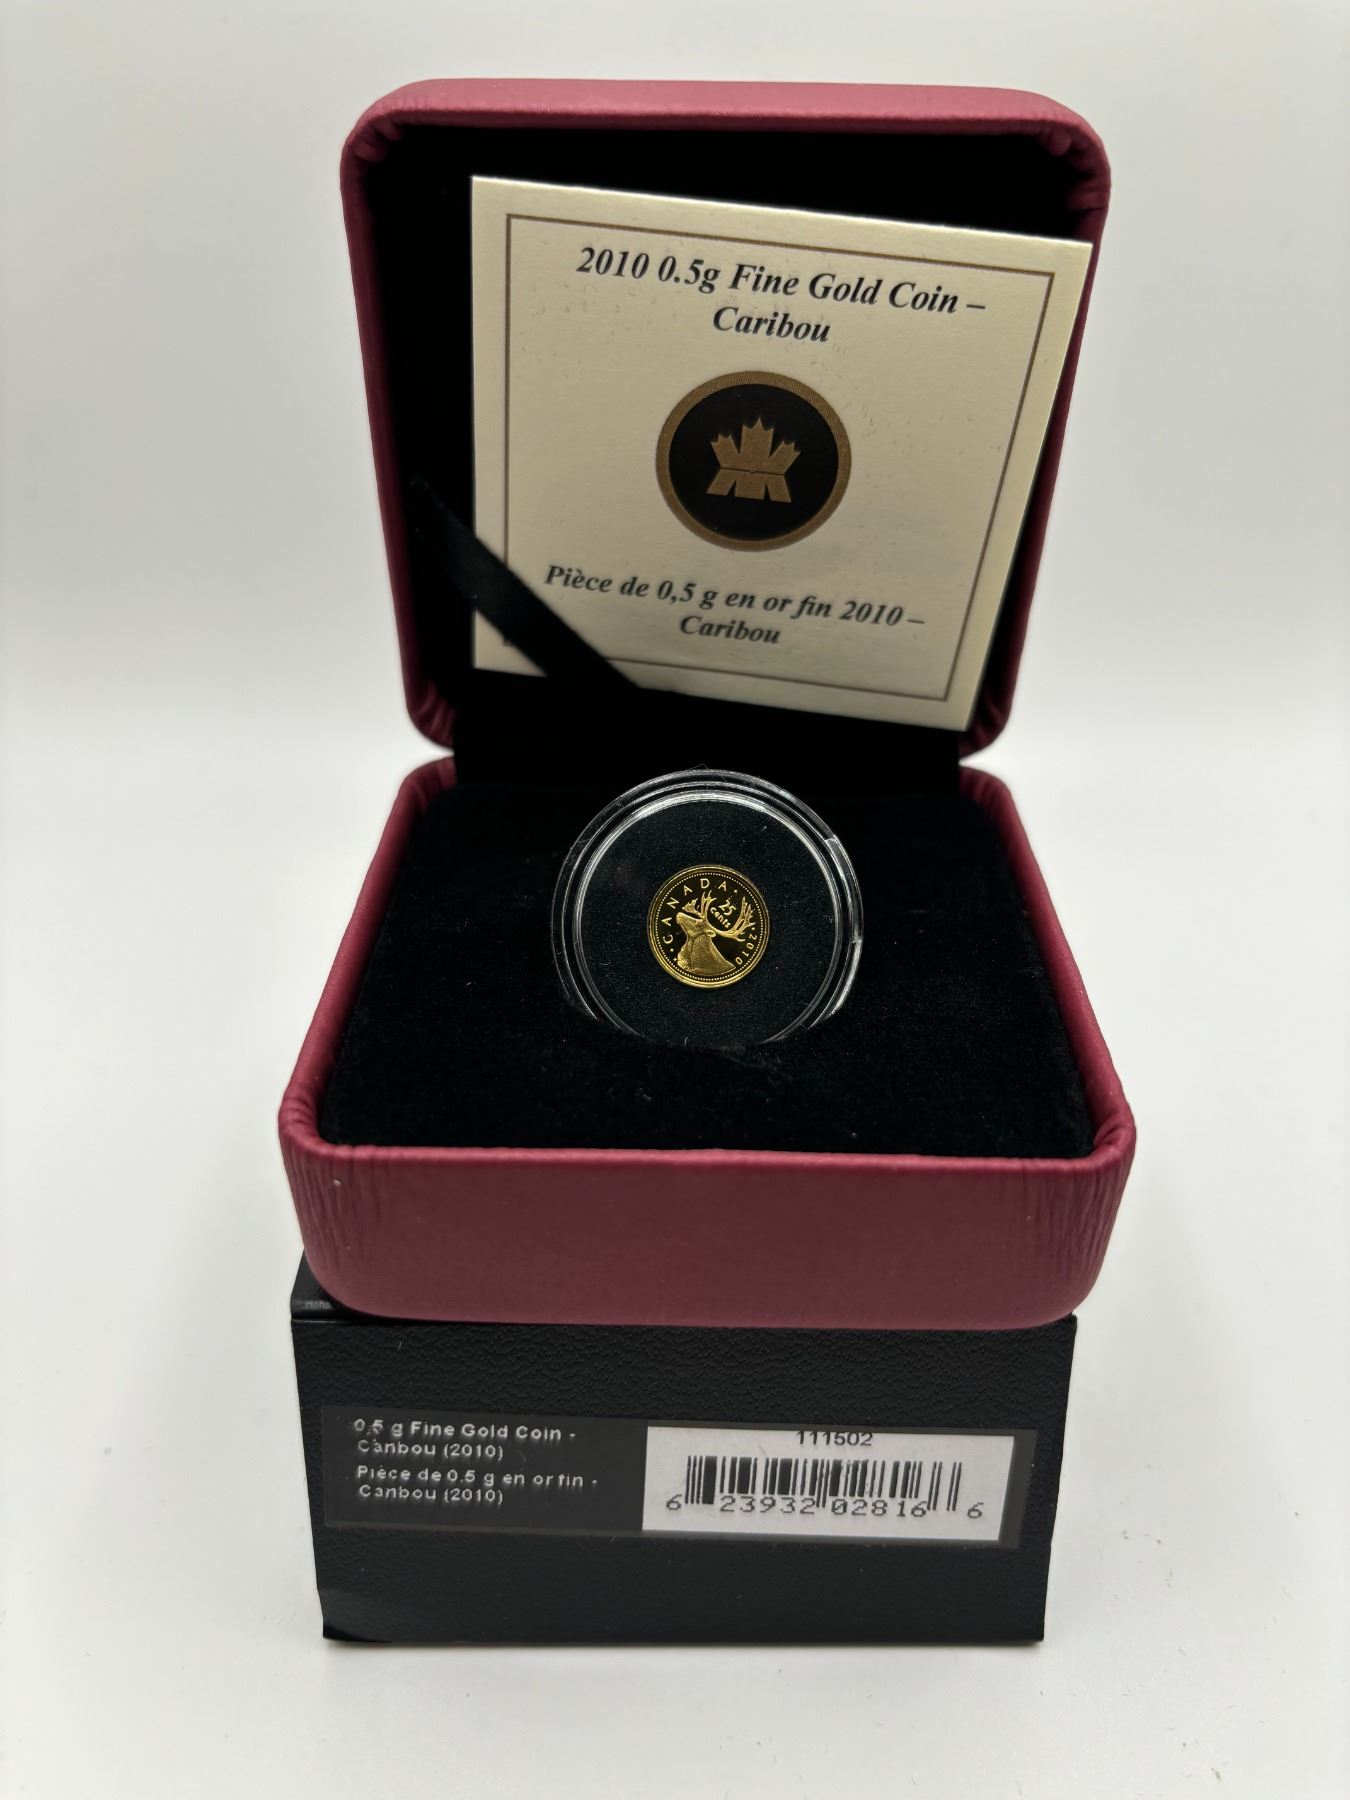 2010 0.5g Fine Gold Coin –
Caribou
Pièce de 0,5 g en or fin 2010 –
Caribou
CANADA
25
cents
2010
0.5 g Fine Gold Coin -
Caribou (2010)
Pièce de 0.5 g en or fin -
Caribou (2010)
111502
6 23932 02816 6